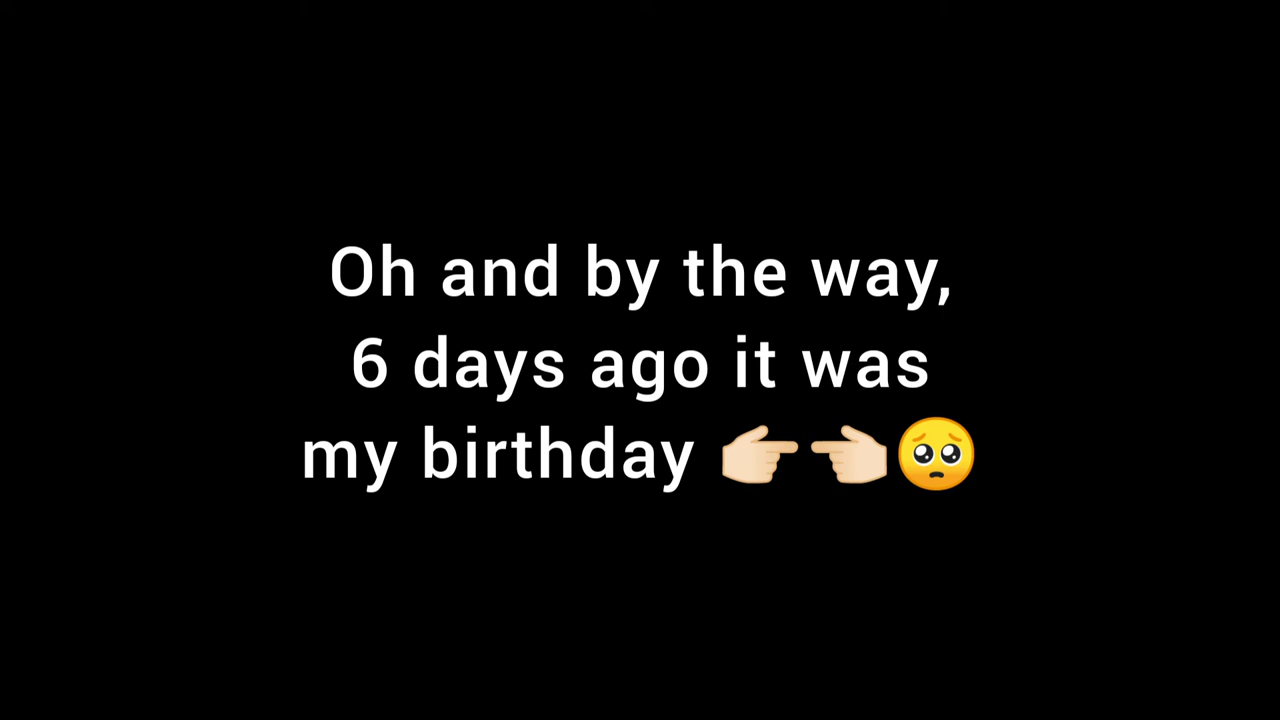 Oh and by the way,
6 days ago it was
my birthday 👉🏻👈🏻🥺